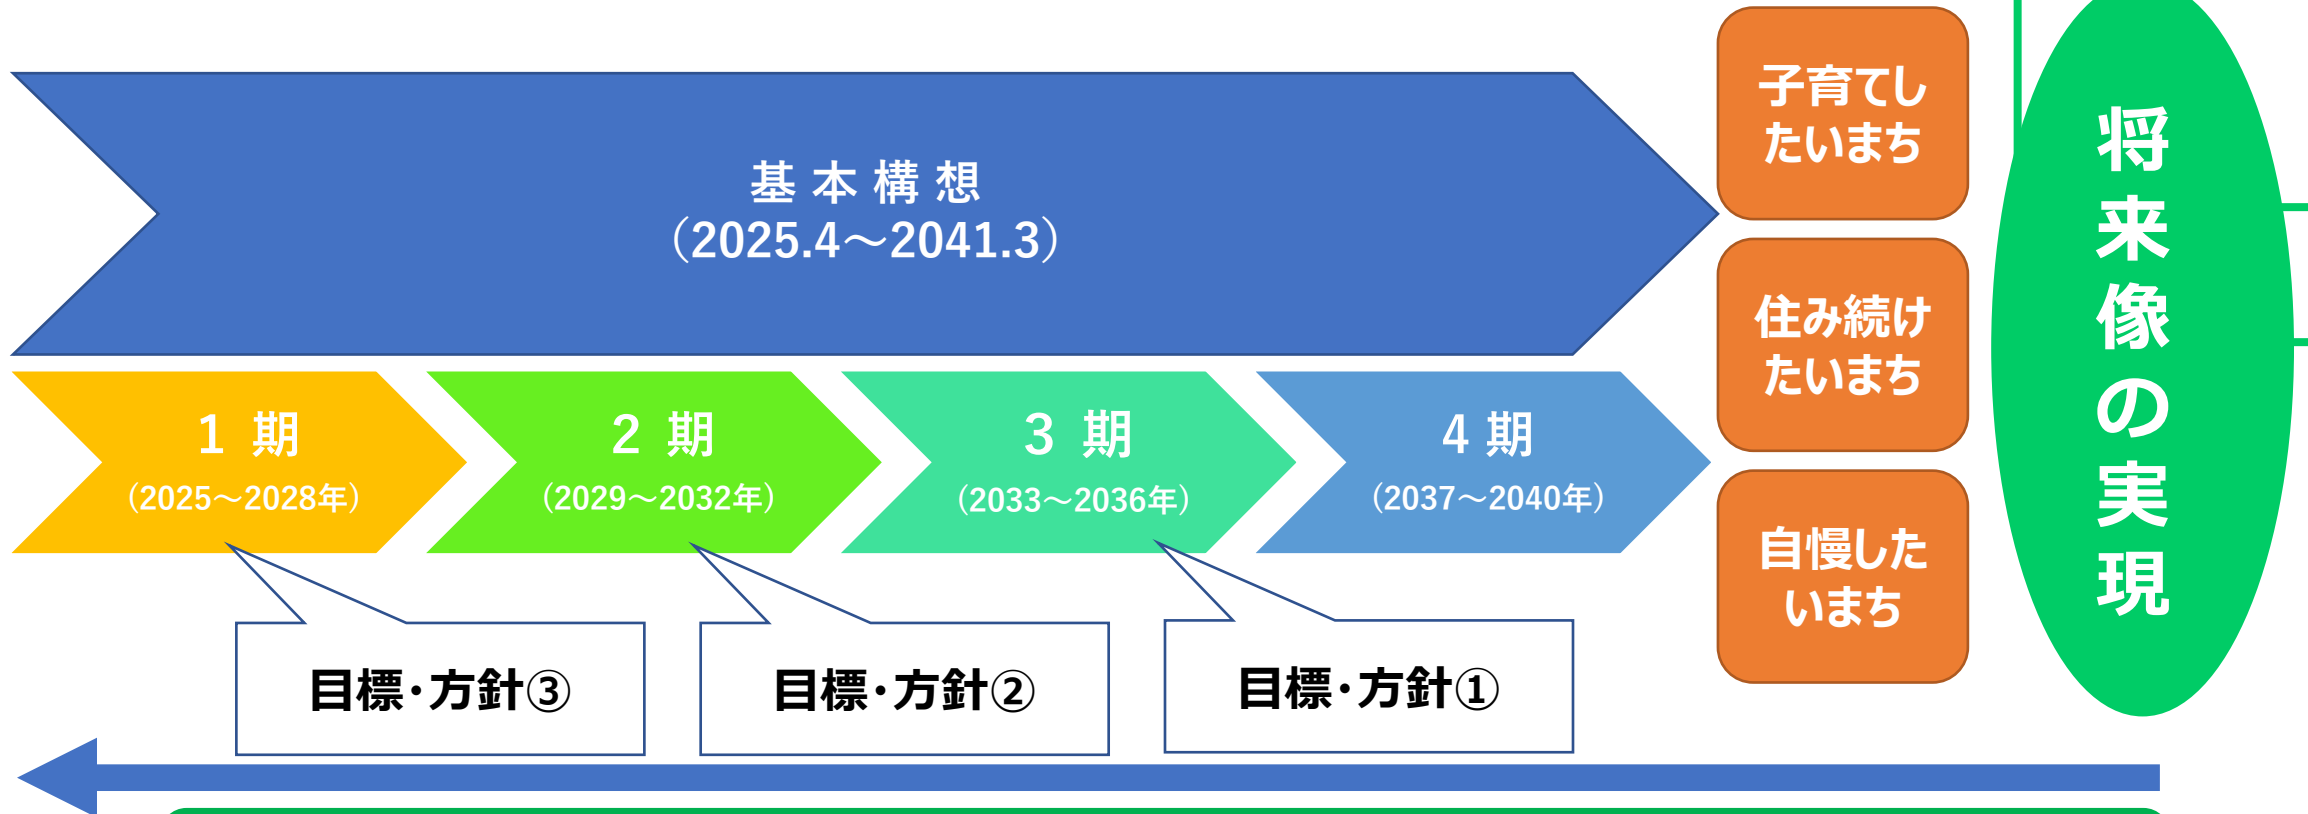 基本構想
（2025.4～2041.3）
1 期
（2025～2028年）
2 期
（2029～2032年）
3 期
（2033～2036年）
4 期
（2037～2040年）
目標・方針③
目標・方針②
目標・方針①
子育てし
たいまち
住み続け
たいまち
自慢した
いまち
将来像の実現